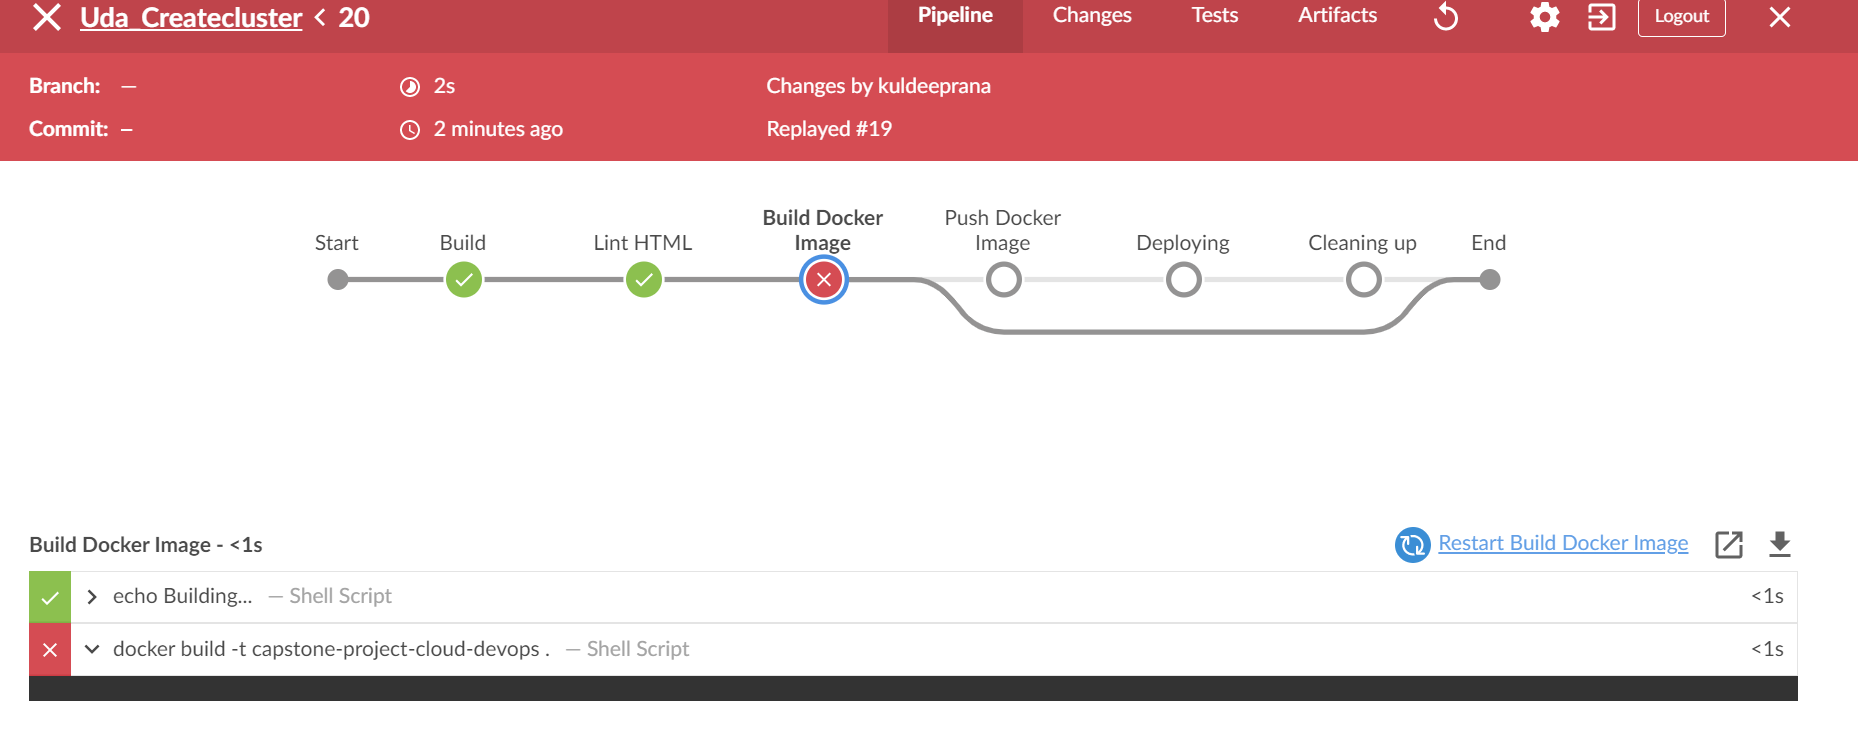 Uda_Createcluster < 20
Pipeline Changes Tests Artifacts Logout
Branch: — 2s Changes by kuldeeprana
Commit: – 2 minutes ago Replayed #19
Start Build Lint HTML Build Docker Image Push Docker Image Deploying Cleaning up End
Build Docker Image - <1s Restart Build Docker Image
echo Building... — Shell Script <1s
docker build -t capstone-project-cloud-devops . — Shell Script <1s